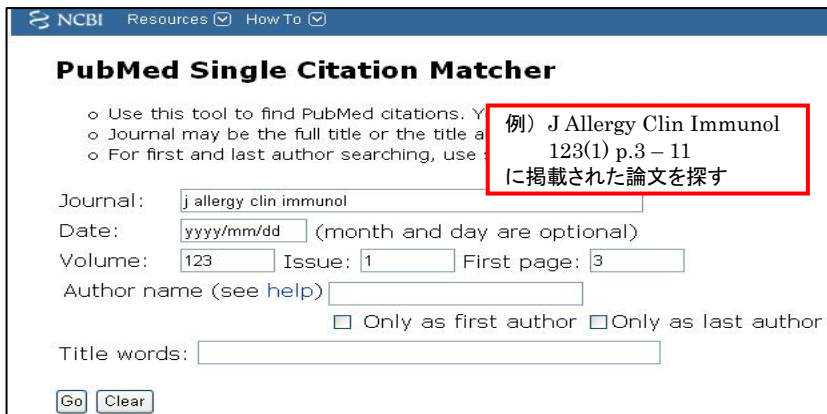 NCBI Resources How To
PubMed Single Citation Matcher
Use this tool to find PubMed citations. Y
Journal may be the full title or the title a
For first and last author searching, use s
例）J Allergy Clin Immunol
123(1) p.3 – 11
に掲載された論文を探す
Journal: j allergy clin immunol
Date: yyyy/mm/dd (month and day are optional)
Volume: 123 Issue: 1 First page: 3
Author name (see help)
Only as first author Only as last author
Title words:
Go Clear